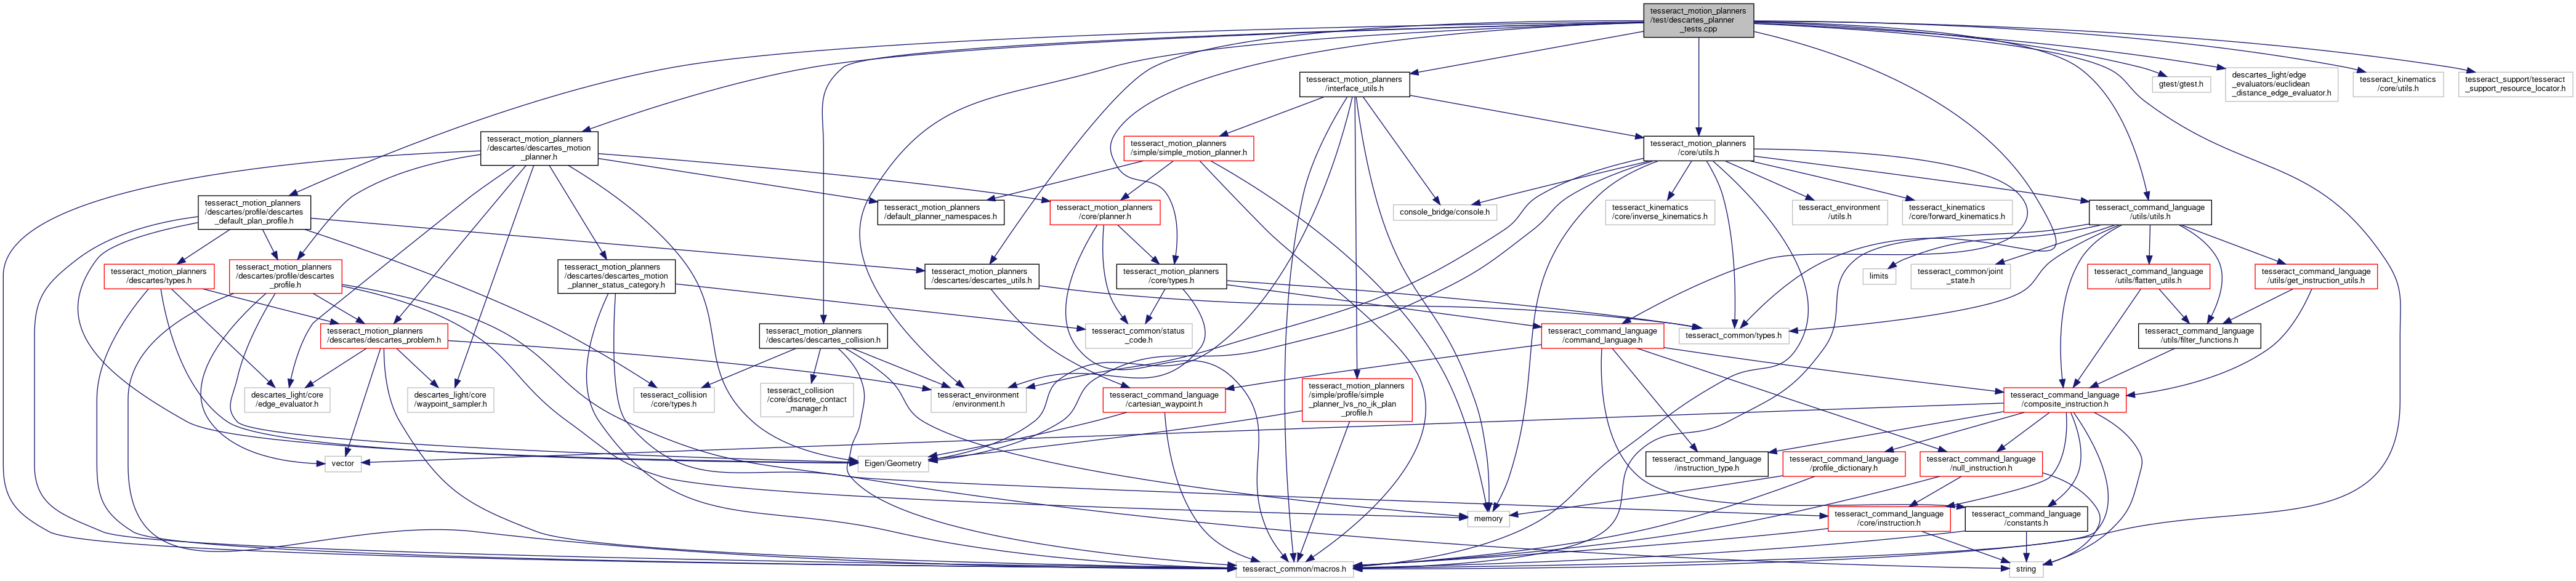 tesseract_motion_planners
/test/descartes_planner
_tests.cpp
tesseract_motion_planners
/interface_utils.h
gtest/gtest.h
descartes_light/edge
_evaluators/euclidean
_distance_edge_evaluator.h
tesseract_kinematics
/core/utils.h
tesseract_support/tesseract
_support_resource_locator.h
tesseract_motion_planners
/descartes/descartes_motion
_planner.h
tesseract_motion_planners
/simple/simple_motion_planner.h
tesseract_motion_planners
/core/utils.h
tesseract_motion_planners
/descartes/profile/descartes
_default_plan_profile.h
tesseract_motion_planners
/default_planner_namespaces.h
tesseract_motion_planners
/core/planner.h
console_bridge/console.h
tesseract_kinematics
/core/inverse_kinematics.h
tesseract_environment
/utils.h
tesseract_kinematics
/core/forward_kinematics.h
tesseract_command_language
/utils/utils.h
tesseract_motion_planners
/descartes/types.h
tesseract_motion_planners
/descartes/profile/descartes
_profile.h
tesseract_motion_planners
/descartes/descartes_motion
_planner_status_category.h
tesseract_motion_planners
/descartes/descartes_utils.h
tesseract_motion_planners
/core/types.h
limits
tesseract_common/joint
_state.h
tesseract_command_language
/utils/flatten_utils.h
tesseract_command_language
/utils/get_instruction_utils.h
tesseract_motion_planners
/descartes/descartes_problem.h
tesseract_motion_planners
/descartes/descartes_collision.h
tesseract_common/status
_code.h
tesseract_command_language
/command_language.h
tesseract_common/types.h
tesseract_command_language
/utils/filter_functions.h
descartes_light/core
/edge_evaluator.h
descartes_light/core
/waypoint_sampler.h
tesseract_collision
/core/types.h
tesseract_collision
/core/discrete_contact
_manager.h
tesseract_environment
/environment.h
tesseract_command_language
/cartesian_waypoint.h
tesseract_motion_planners
/simple/profile/simple
_planner_lvs_no_ik_plan
_profile.h
tesseract_command_language
/composite_instruction.h
vector
Eigen/Geometry
tesseract_command_language
/instruction_type.h
tesseract_command_language
/profile_dictionary.h
tesseract_command_language
/null_instruction.h
memory
tesseract_command_language
/core/instruction.h
tesseract_command_language
/constants.h
tesseract_common/macros.h
string